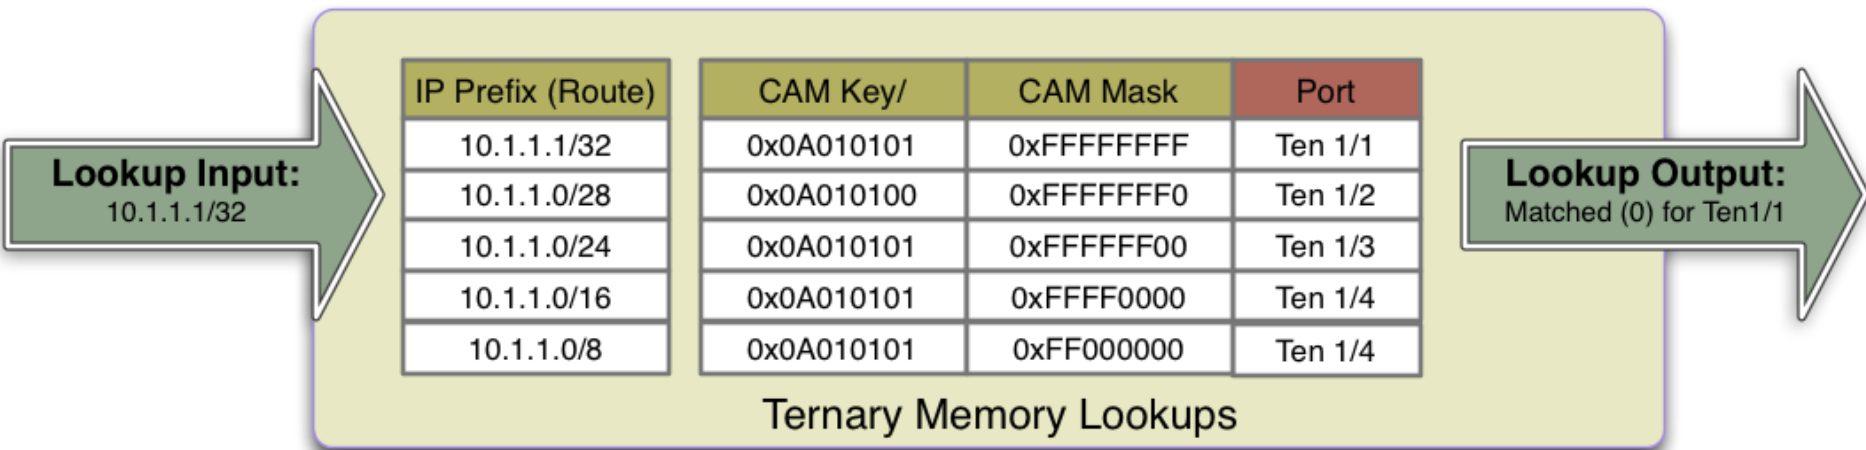 Lookup Input:
10.1.1.1/32
IP Prefix (Route) CAM Key/ CAM Mask Port
10.1.1.1/32 0x0A010101 0xFFFFFFFF Ten 1/1
10.1.1.0/28 0x0A010100 0xFFFFFFF0 Ten 1/2
10.1.1.0/24 0x0A010101 0xFFFFFF00 Ten 1/3
10.1.1.0/16 0x0A010101 0xFFFF0000 Ten 1/4
10.1.1.0/8 0x0A010101 0xFF000000 Ten 1/4
Lookup Output:
Matched (0) for Ten1/1
Ternary Memory Lookups